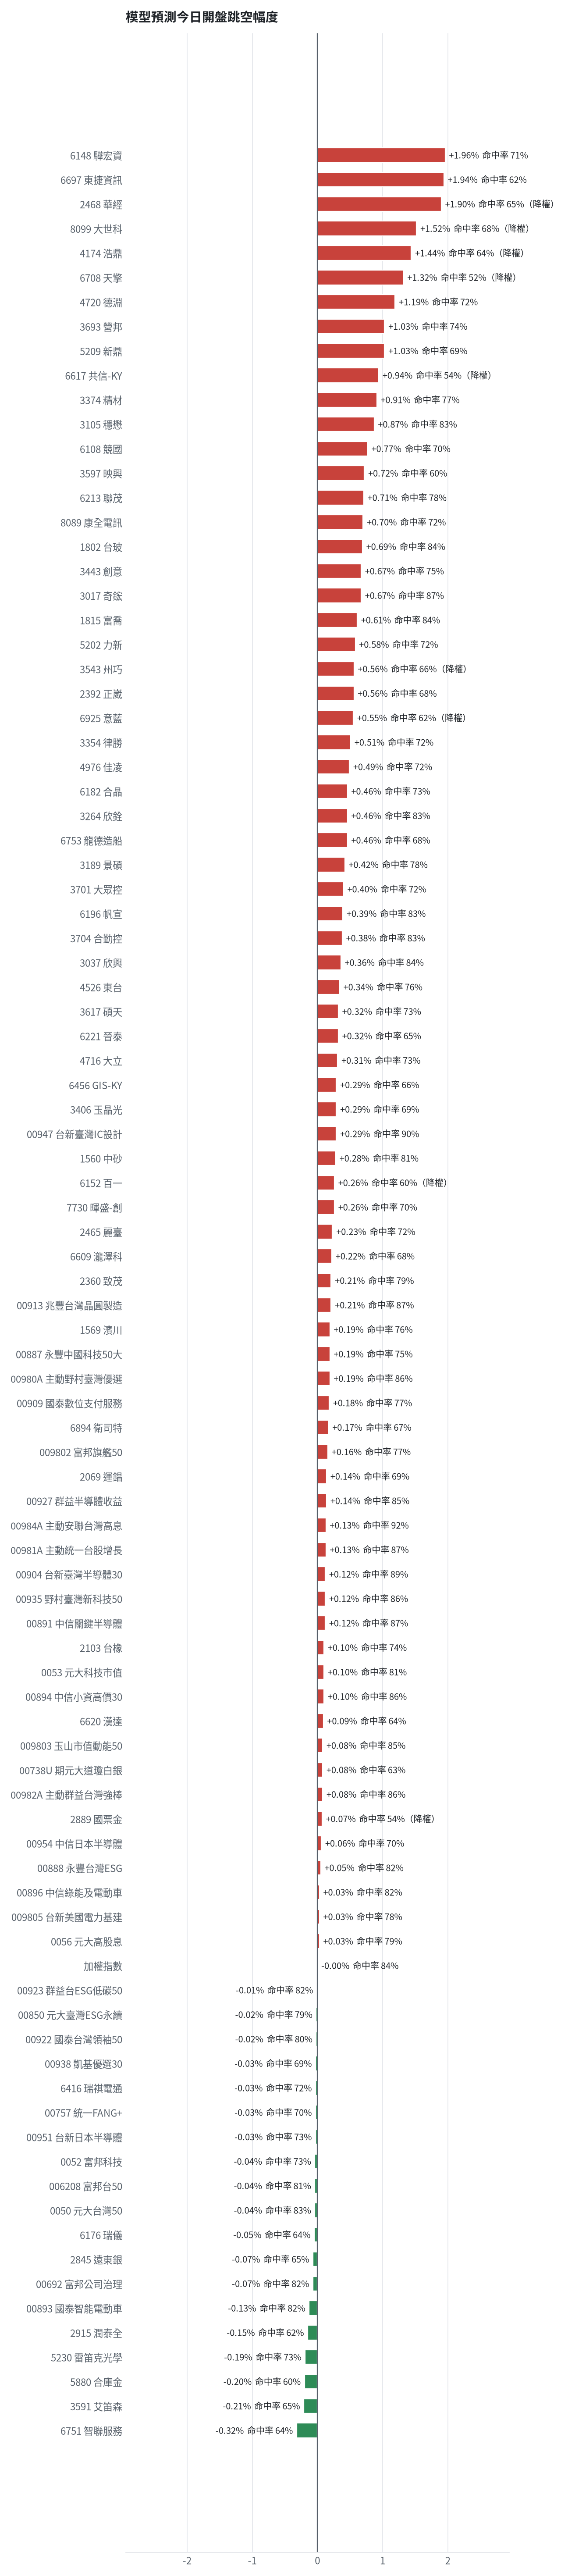 模型預測今日開盤跳空幅度
6148 驊宏資 +1.96% 命中率 71%
6697 東捷資訊 +1.94% 命中率 62%
2468 華經 +1.90% 命中率 65%（降權）
8099 大世科 +1.52% 命中率 68%（降權）
4174 浩鼎 +1.44% 命中率 64%（降權）
6708 天擎 +1.32% 命中率 52%（降權）
4720 德淵 +1.19% 命中率 72%
3693 營邦 +1.03% 命中率 74%
5209 新鼎 +1.03% 命中率 69%
6617 共信-KY +0.94% 命中率 54%（降權）
3374 精材 +0.91% 命中率 77%
3105 穩懋 +0.87% 命中率 83%
6108 競國 +0.77% 命中率 70%
3597 映興 +0.72% 命中率 60%
6213 聯茂 +0.71% 命中率 78%
8089 康全電訊 +0.70% 命中率 72%
1802 台玻 +0.69% 命中率 84%
3443 創意 +0.67% 命中率 75%
3017 奇鋐 +0.67% 命中率 87%
1815 富喬 +0.61% 命中率 84%
5202 力新 +0.58% 命中率 72%
3543 州巧 +0.56% 命中率 66%（降權）
2392 正崴 +0.56% 命中率 68%
6925 意藍 +0.55% 命中率 62%（降權）
3354 律勝 +0.51% 命中率 72%
4976 佳凌 +0.49% 命中率 72%
6182 合晶 +0.46% 命中率 73%
3264 欣銓 +0.46% 命中率 83%
6753 龍德造船 +0.46% 命中率 68%
3189 景碩 +0.42% 命中率 78%
3701 大眾控 +0.40% 命中率 72%
6196 帆宣 +0.39% 命中率 83%
3704 合勤控 +0.38% 命中率 83%
3037 欣興 +0.36% 命中率 84%
4526 東台 +0.34% 命中率 76%
3617 碩天 +0.32% 命中率 73%
6221 晉泰 +0.32% 命中率 65%
4716 大立 +0.31% 命中率 73%
6456 GIS-KY +0.29% 命中率 66%
3406 玉晶光 +0.29% 命中率 69%
00947 台新臺灣IC設計 +0.29% 命中率 90%
1560 中砂 +0.28% 命中率 81%
6152 百一 +0.26% 命中率 60%（降權）
7730 暉盛-創 +0.26% 命中率 70%
2465 麗臺 +0.23% 命中率 72%
6609 瀧澤科 +0.22% 命中率 68%
2360 致茂 +0.21% 命中率 79%
00913 兆豐台灣晶圓製造 +0.21% 命中率 87%
1569 濱川 +0.19% 命中率 76%
00887 永豐中國科技50大 +0.19% 命中率 75%
00980A 主動野村臺灣優選 +0.19% 命中率 86%
00909 國泰數位支付服務 +0.18% 命中率 77%
6894 衛司特 +0.17% 命中率 67%
009802 富邦旗艦50 +0.16% 命中率 77%
2069 運錩 +0.14% 命中率 69%
00927 群益半導體收益 +0.14% 命中率 85%
00984A 主動安聯台灣高息 +0.13% 命中率 92%
00981A 主動統一台股增長 +0.13% 命中率 87%
00904 台新臺灣半導體30 +0.12% 命中率 89%
00935 野村臺灣新科技50 +0.12% 命中率 86%
00891 中信關鍵半導體 +0.12% 命中率 87%
2103 台橡 +0.10% 命中率 74%
0053 元大科技市值 +0.10% 命中率 81%
00894 中信小資高價30 +0.10% 命中率 86%
6620 漢達 +0.09% 命中率 64%
009803 玉山市值動能50 +0.08% 命中率 85%
00738U 期元大道瓊白銀 +0.08% 命中率 63%
00982A 主動群益台灣強棒 +0.08% 命中率 86%
2889 國票金 +0.07% 命中率 54%（降權）
00954 中信日本半導體 +0.06% 命中率 70%
00888 永豐台灣ESG +0.05% 命中率 82%
00896 中信綠能及電動車 +0.03% 命中率 82%
009805 台新美國電力基建 +0.03% 命中率 78%
0056 元大高股息 +0.03% 命中率 79%
加權指數 -0.00% 命中率 84%
00923 群益台ESG低碳50 -0.01% 命中率 82%
00850 元大臺灣ESG永續 -0.02% 命中率 79%
00922 國泰台灣領袖50 -0.02% 命中率 80%
00938 凱基優選30 -0.03% 命中率 69%
6416 瑞祺電通 -0.03% 命中率 72%
00757 統一FANG+ -0.03% 命中率 70%
00951 台新日本半導體 -0.03% 命中率 73%
0052 富邦科技 -0.04% 命中率 73%
006208 富邦台50 -0.04% 命中率 81%
0050 元大台灣50 -0.04% 命中率 83%
6176 瑞儀 -0.05% 命中率 64%
2845 遠東銀 -0.07% 命中率 65%
00692 富邦公司治理 -0.07% 命中率 82%
00893 國泰智能電動車 -0.13% 命中率 82%
2915 潤泰全 -0.15% 命中率 62%
5230 雷笛克光學 -0.19% 命中率 73%
5880 合庫金 -0.20% 命中率 60%
3591 艾笛森 -0.21% 命中率 65%
6751 智聯服務 -0.32% 命中率 64%
-2 -1 0 1 2